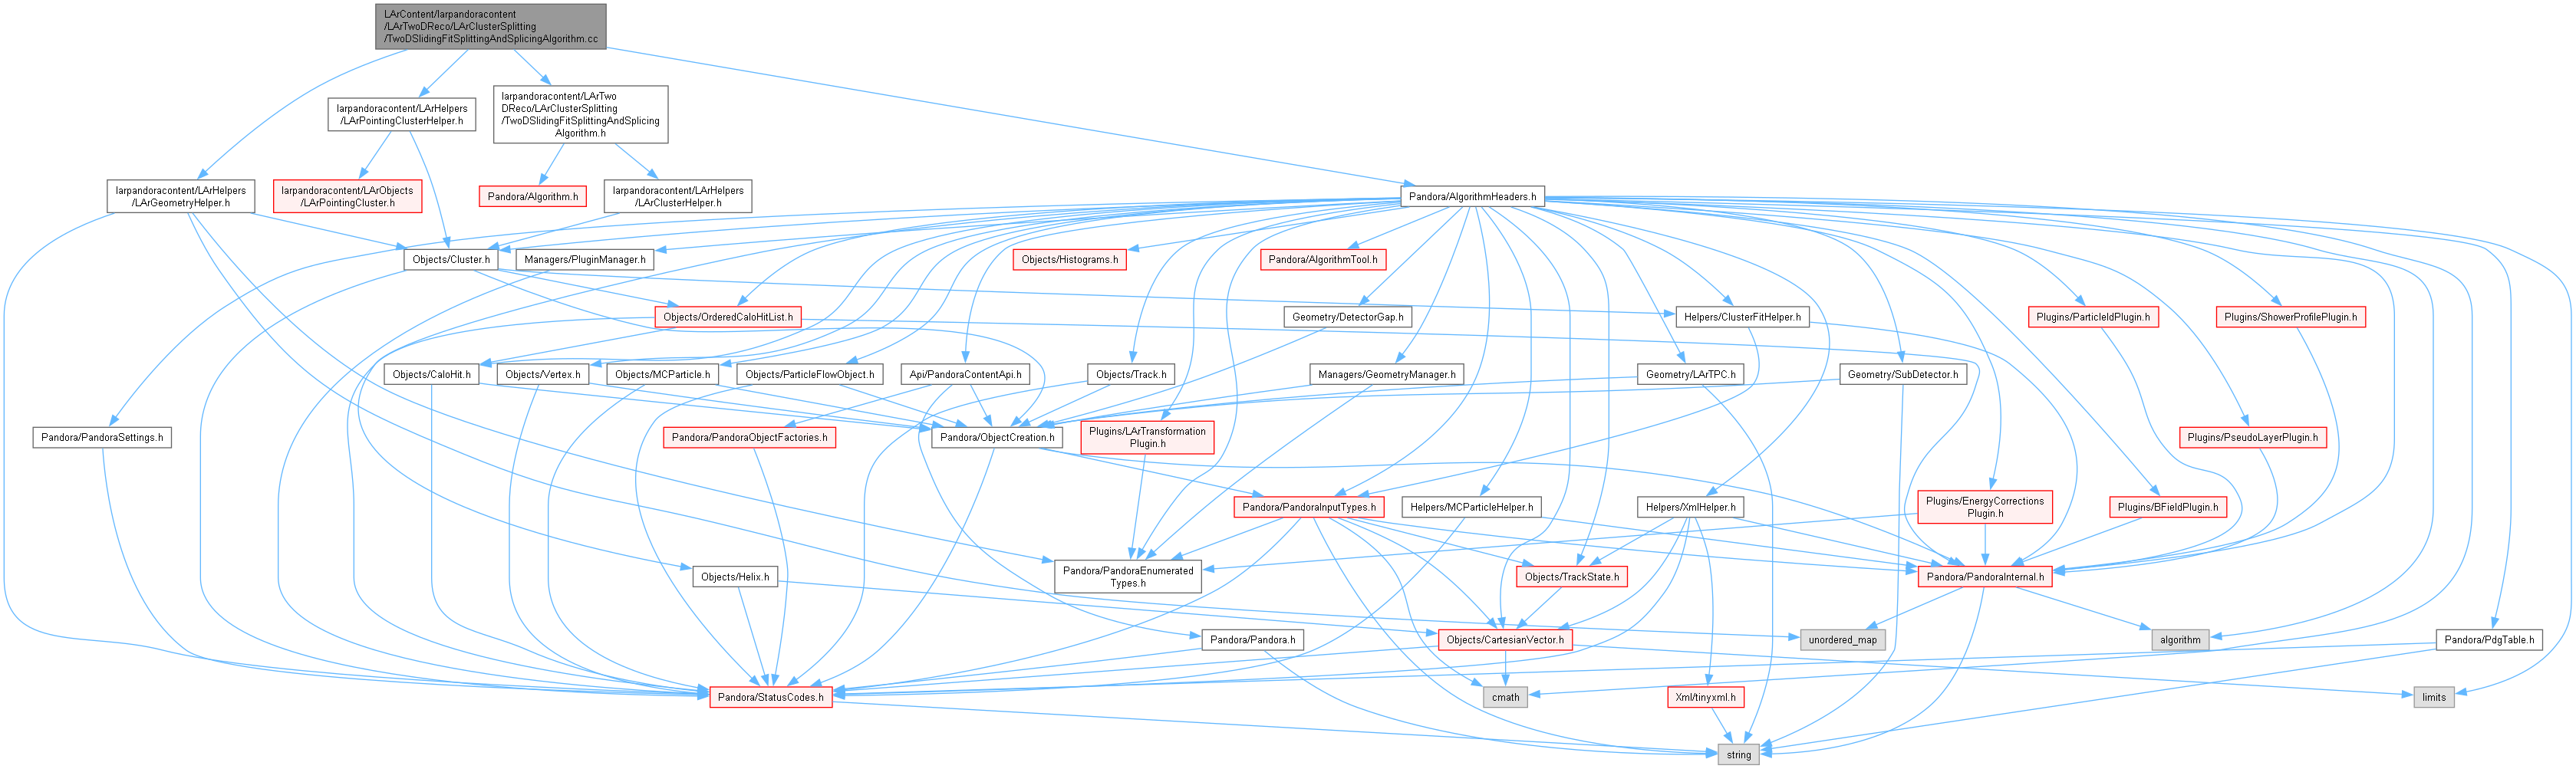 LArContent/larpandoracontent
/LArTwoDReco/LArClusterSplitting
/TwoDSlidingFitSplittingAndSplicingAlgorithm.cc
larpandoracontent/LArHelpers
/LArPointingClusterHelper.h
larpandoracontent/LArTwo
DReco/LArClusterSplitting
/TwoDSlidingFitSplittingAndSplicing
Algorithm.h
larpandoracontent/LArHelpers
/LArGeometryHelper.h
larpandoracontent/LArObjects
/LArPointingCluster.h
Pandora/Algorithm.h
larpandoracontent/LArHelpers
/LArClusterHelper.h
Pandora/AlgorithmHeaders.h
Objects/Cluster.h
Managers/PluginManager.h
Objects/Histograms.h
Pandora/AlgorithmTool.h
Objects/OrderedCaloHitList.h
Geometry/DetectorGap.h
Helpers/ClusterFitHelper.h
Plugins/ParticleIdPlugin.h
Plugins/ShowerProfilePlugin.h
Objects/CaloHit.h
Objects/Vertex.h
Objects/MCParticle.h
Objects/ParticleFlowObject.h
Api/PandoraContentApi.h
Objects/Track.h
Managers/GeometryManager.h
Geometry/LArTPC.h
Geometry/SubDetector.h
Pandora/PandoraSettings.h
Pandora/PandoraObjectFactories.h
Pandora/ObjectCreation.h
Plugins/LArTransformation
Plugin.h
Plugins/PseudoLayerPlugin.h
Pandora/PandoraInputTypes.h
Helpers/MCParticleHelper.h
Helpers/XmlHelper.h
Plugins/EnergyCorrections
Plugin.h
Plugins/BFieldPlugin.h
Objects/Helix.h
Pandora/PandoraEnumerated
Types.h
Objects/TrackState.h
Pandora/PandoraInternal.h
Pandora/Pandora.h
Objects/CartesianVector.h
unordered_map
algorithm
Pandora/PdgTable.h
Pandora/StatusCodes.h
cmath
Xml/tinyxml.h
limits
string